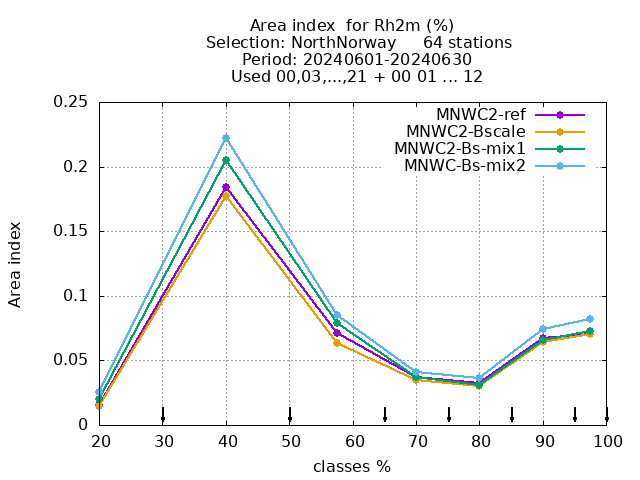 Area index  for Rh2m (%)
Selection: NorthNorway     64 stations
Period: 20240601-20240630
Used 00,03,...,21 + 00 01 ... 12
MNWC2-ref
MNWC2-Bscale
MNWC2-Bs-mix1
MNWC-Bs-mix2
0.25
0.2
0.15
0.1
0.05
0
Area index
20 30 40 50 60 70 80 90 100
classes %